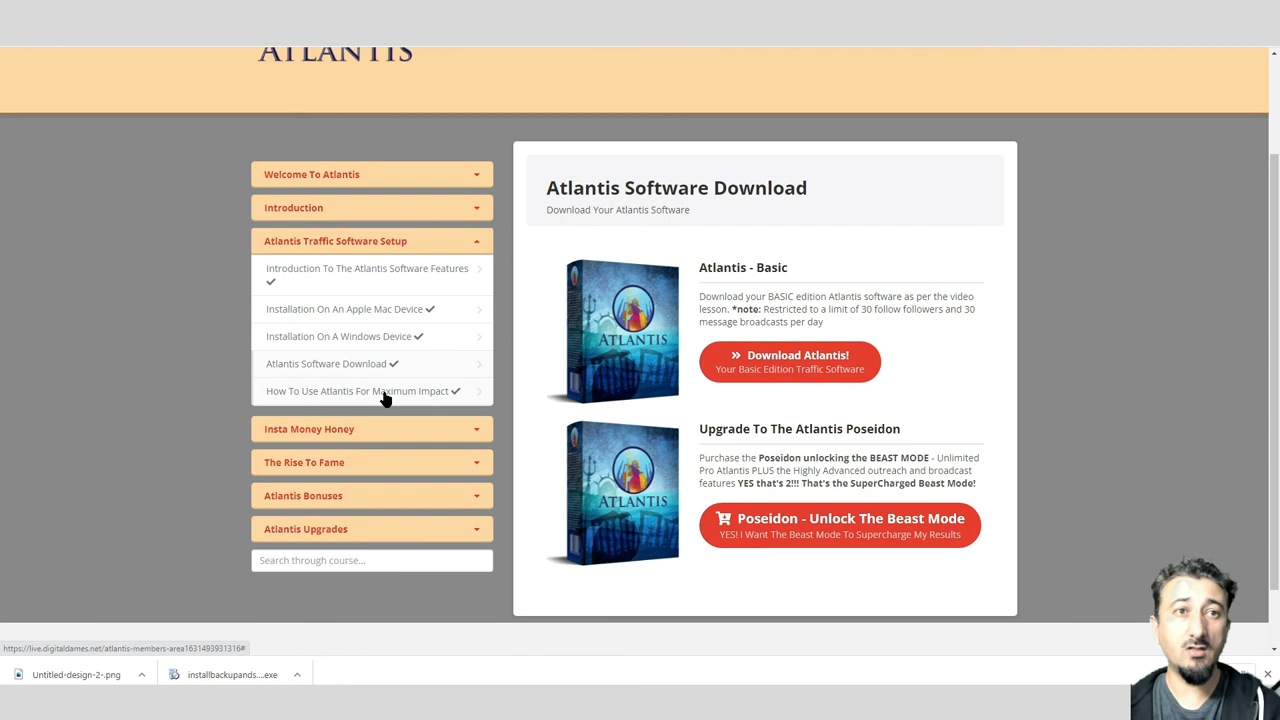 ATLANTIS
Welcome To Atlantis
Introduction
Atlantis Traffic Software Setup
Introduction To The Atlantis Software Features
Installation On An Apple Mac Device
Installation On A Windows Device
Atlantis Software Download
How To Use Atlantis For Maximum Impact
Insta Money Honey
The Rise To Fame
Atlantis Bonuses
Atlantis Upgrades
Search through course...
Atlantis Software Download
Download Your Atlantis Software
ATLANTIS
Atlantis - Basic
Download your BASIC edition Atlantis software as per the video
lesson. *note: Restricted to a limit of 30 follow followers and 30
message broadcasts per day
Download Atlantis!
Your Basic Edition Traffic Software
ATLANTIS
Upgrade To The Atlantis Poseidon
Purchase the Poseidon unlocking the BEAST MODE - Unlimited
Pro Atlantis PLUS the Highly Advanced outreach and broadcast
features YES that's 2!!! That's the SuperCharged Beast Mode!
Poseidon - Unlock The Beast Mode
YES! I Want The Beast Mode To Supercharge My Results
https://live.digitaldames.net/atlantis-members-area1631493931316#
Untitled-design-2-.png
installbackupands....exe